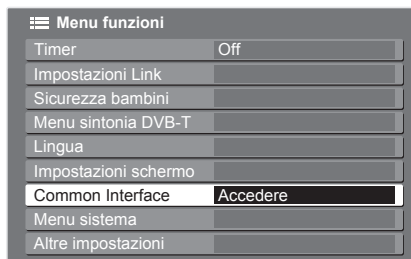 Menu funzioni
Timer Off
Impostazioni Link
Sicurezza bambini
Menu sintonia DVB-T
Lingua
Impostazioni schermo
Common Interface Accedere
Menu sistema
Altre impostazioni